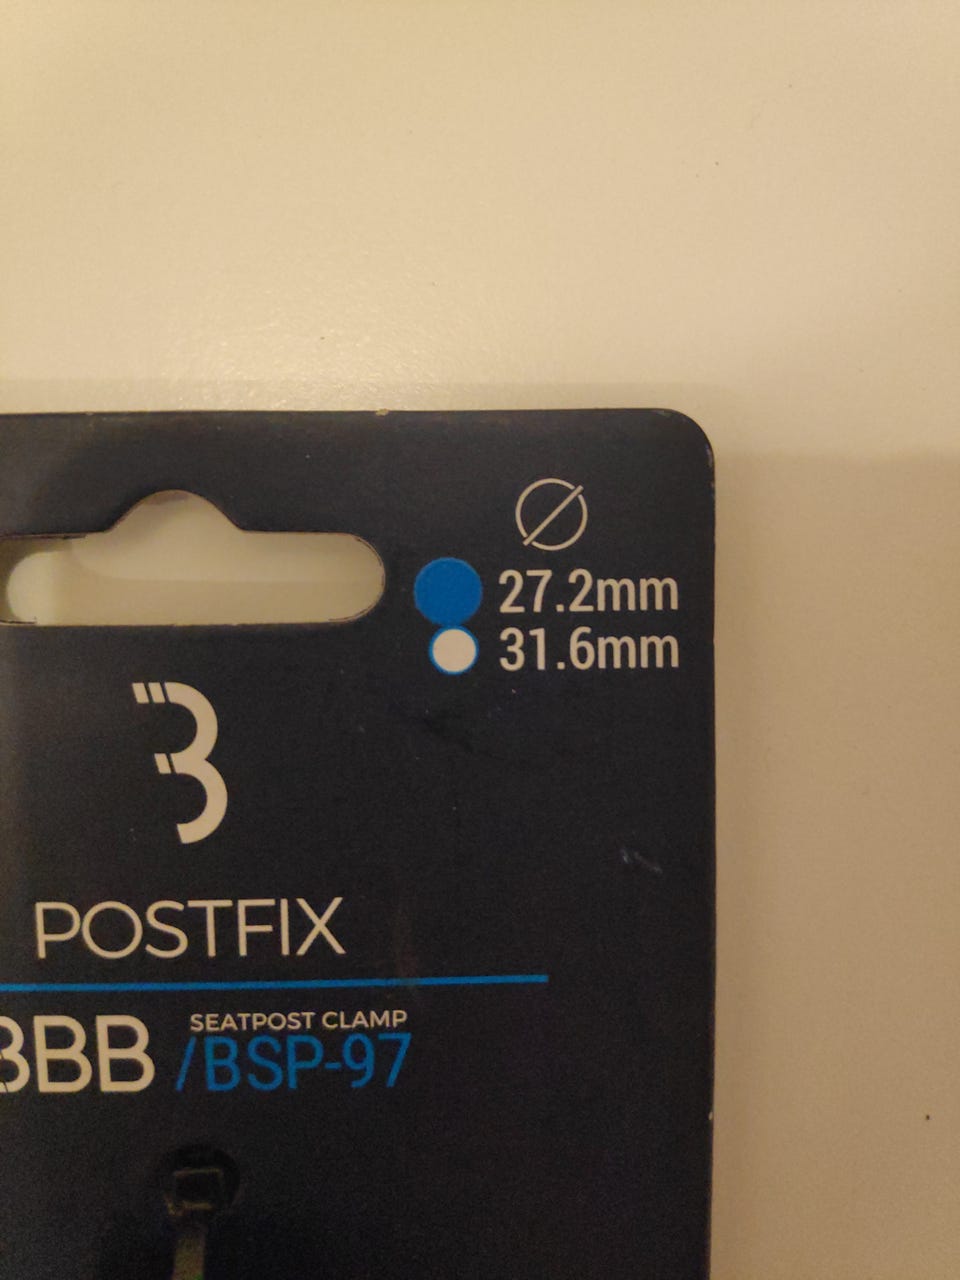 27.2mm
31.6mm
POSTFIX
BBB
SEATPOST CLAMP
/BSP-97